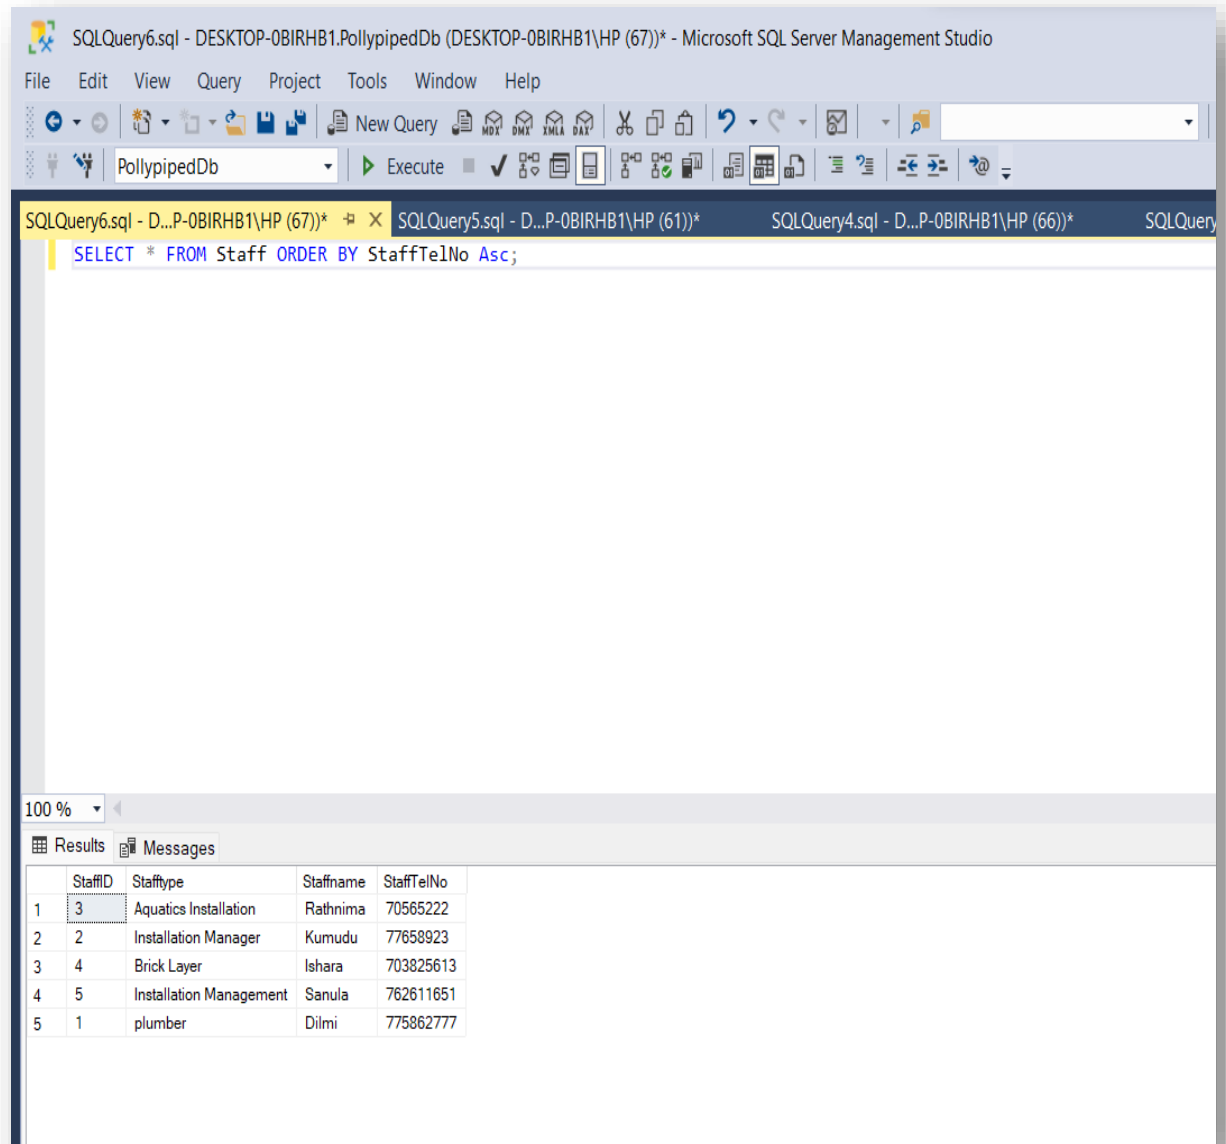 SQLQuery6.sql - DESKTOP-0BIRHB1.PollypipedDb (DESKTOP-0BIRHB1\HP (67))* - Microsoft SQL Server Management Studio
File Edit View Query Project Tools Window Help
New Query MDX DMX XMLA DAX
PollypipedDb Execute
SQLQuery6.sql - D...P-0BIRHB1\HP (67))* SQLQuery5.sql - D...P-0BIRHB1\HP (61))* SQLQuery4.sql - D...P-0BIRHB1\HP (66))* SQLQuery
SELECT * FROM Staff ORDER BY StaffTelNo Asc;
100 %
Results Messages
StaffID Stafftype Staffname StaffTelNo
1 3 Aquatics Installation Rathnima 70565222
2 2 Installation Manager Kumudu 77658923
3 4 Brick Layer Ishara 703825613
4 5 Installation Management Sanula 762611651
5 1 plumber Dilmi 775862777